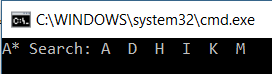 C:\WINDOWS\system32\cmd.exe
A* Search: A D H I K M